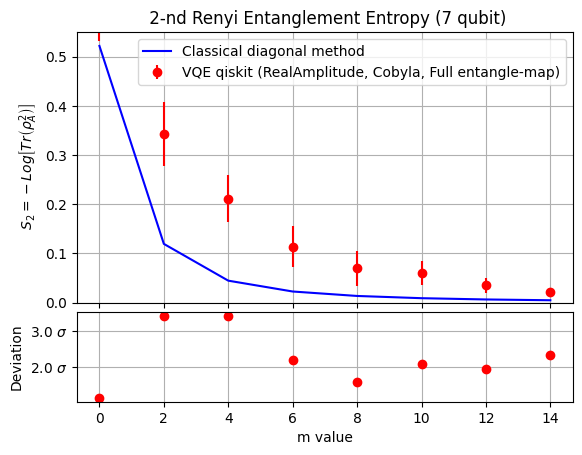 2-nd Renyi Entanglement Entropy (7 qubit)
Classical diagonal method
VQE qiskit (RealAmplitude, Cobyla, Full entangle-map)
S₂ = −Log[Tr(ρ²_A)]
0.5
0.4
0.3
0.2
0.1
0.0
Deviation
3.0 σ
2.0 σ
0 2 4 6 8 10 12 14
m value